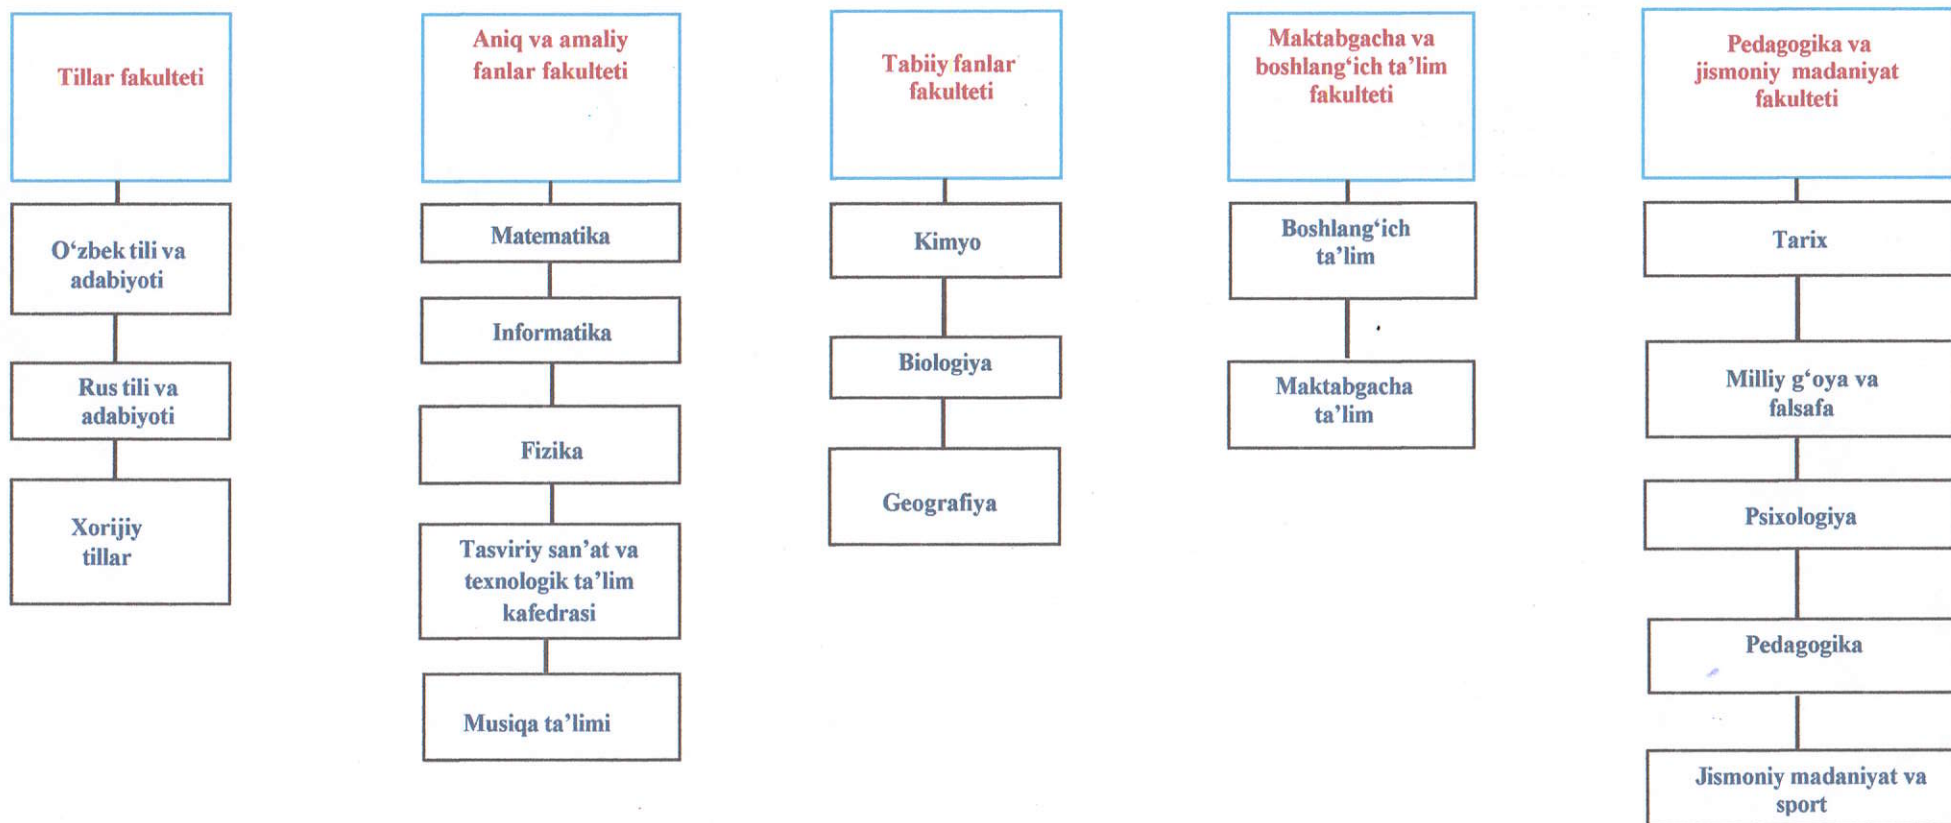 Tillar fakulteti
O‘zbek tili va
adabiyoti
Rus tili va
adabiyoti
Xorijiy
tillar
Aniq va amaliy
fanlar fakulteti
Matematika
Informatika
Fizika
Tasviriy san’at va
texnologik ta’lim
kafedrasi
Musiqa ta’limi
Tabiiy fanlar
fakulteti
Kimyo
Biologiya
Geografiya
Maktabgacha va
boshlang‘ich ta’lim
fakulteti
Boshlang‘ich
ta’lim
Maktabgacha
ta’lim
Pedagogika va
jismoniy madaniyat
fakulteti
Tarix
Milliy g‘oya va
falsafa
Psixologiya
Pedagogika
Jismoniy madaniyat va
sport